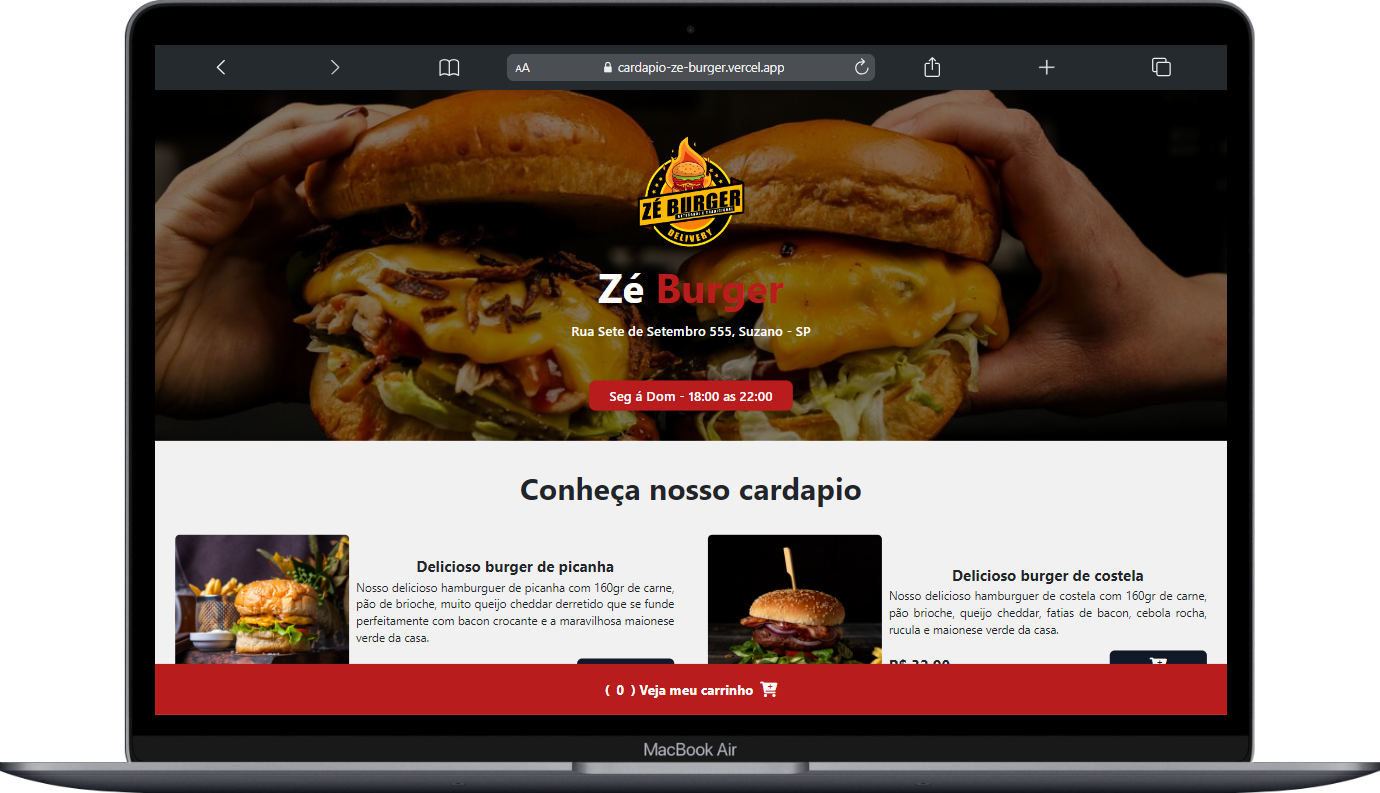 AA
cardapio-ze-burger.vercel.app
ZÉ BURGER
DELIVERY
Zé Burger
Rua Sete de Setembro 555, Suzano - SP
Seg á Dom - 18:00 as 22:00
Conheça nosso cardapio
Delicioso burger de picanha
Nosso delicioso hamburguer de picanha com 160gr de carne,
pão de brioche, muito queijo cheddar derretido que se funde
perfeitamente com bacon crocante e a maravilhosa maionese
verde da casa.
Delicioso burger de costela
Nosso delicioso hamburguer de costela com 160gr de carne,
pão brioche, queijo cheddar, fatias de bacon, cebola rocha,
rucula e maionese verde da casa.
( 0 ) Veja meu carrinho
MacBook Air